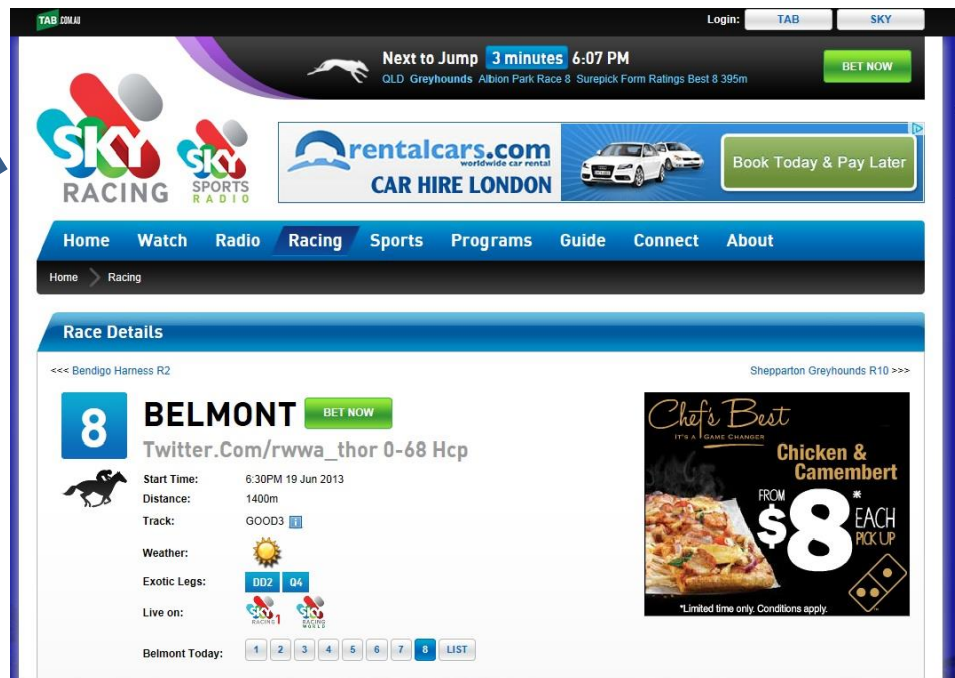 TAB.COM.AU
Login: TAB SKY
Next to Jump 3 minutes 6:07 PM
QLD Greyhounds Albion Park Race 8 Surepick Form Ratings Best 8 395m
BET NOW
SKY
RACING
SKY
SPORTS
RADIO
rentalcars.com
worldwide car rental
CAR HIRE LONDON
Book Today & Pay Later
Home Watch Radio Racing Sports Programs Guide Connect About
Home Racing
Race Details
<<< Bendigo Harness R2
Shepparton Greyhounds R10 >>>
8
BELMONT BET NOW
Twitter.Com/rwwa_thor 0-68 Hcp
Start Time: 6:30PM 19 Jun 2013
Distance: 1400m
Track: GOOD3 i
Weather:
Exotic Legs: DD2 Q4
Live on: SKY RACING 1 SKY RACING WORLD
Belmont Today: 1 2 3 4 5 6 7 8 LIST
Chef's Best
IT'S A GAME CHANGER
Chicken &
Camembert
FROM
$8*
EACH
PICK UP
*Limited time only. Conditions apply.